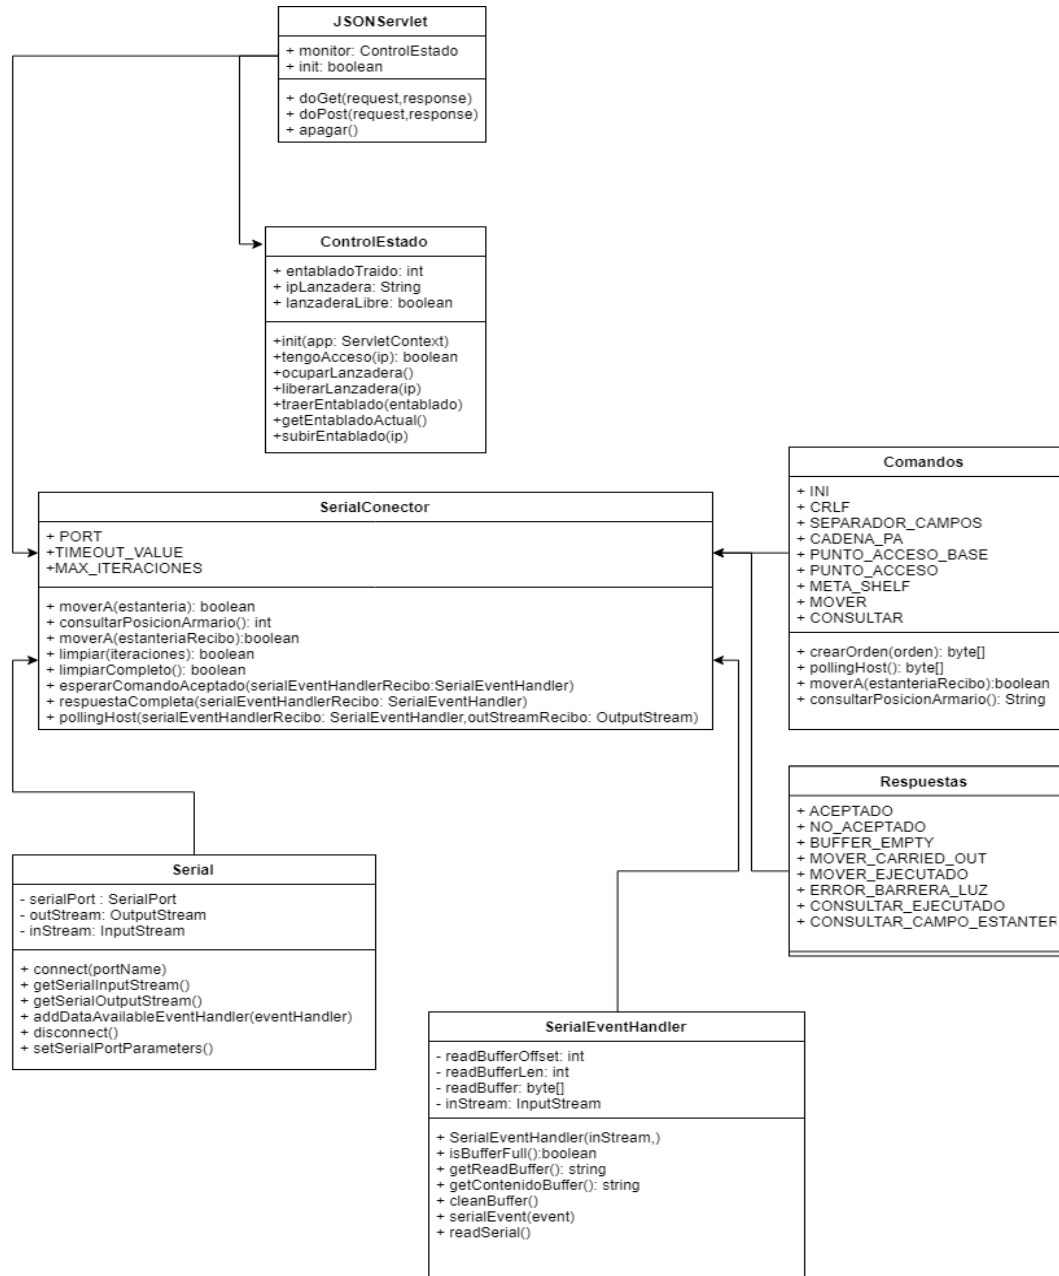 JSONServlet
+ monitor: ControlEstado
+ init: boolean
+ doGet(request,response)
+ doPost(request,response)
+ apagar()
ControlEstado
+ entabladoTraido: int
+ ipLanzadera: String
+ lanzaderaLibre: boolean
+init(app: ServletContext)
+tengoAcceso(ip): boolean
+ocuparLanzadera()
+liberarLanzadera(ip)
+traerEntablado(entablado)
+getEntabladoActual()
+subirEntablado(ip)
Comandos
+ INI
+ CRLF
+ SEPARADOR_CAMPOS
+ CADENA_PA
+ PUNTO_ACCESO_BASE
+ PUNTO_ACCESO
+ META_SHELF
+ MOVER
+ CONSULTAR
+ crearOrden(orden): byte[]
+ pollingHost(): byte[]
+ moverA(estanteriaRecibo):boolean
+ consultarPosicionArmario(): String
SerialConector
+ PORT
+TIMEOUT_VALUE
+MAX_ITERACIONES
+ moverA(estanteria): boolean
+ consultarPosicionArmario(): int
+ moverA(estanteriaRecibo):boolean
+ limpiar(iteraciones): boolean
+ limpiarCompleto(): boolean
+ esperarComandoAceptado(serialEventHandlerRecibo:SerialEventHandler)
+ respuestaCompleta(serialEventHandlerRecibo: SerialEventHandler)
+ pollingHost(serialEventHandlerRecibo: SerialEventHandler,outStreamRecibo: OutputStream)
Respuestas
+ ACEPTADO
+ NO_ACEPTADO
+ BUFFER_EMPTY
+ MOVER_CARRIED_OUT
+ MOVER_EJECUTADO
+ ERROR_BARRERA_LUZ
+ CONSULTAR_EJECUTADO
+ CONSULTAR_CAMPO_ESTANTER
Serial
- serialPort : SerialPort
- outStream: OutputStream
- inStream: InputStream
+ connect(portName)
+ getSerialInputStream()
+ getSerialOutputStream()
+ addDataAvailableEventHandler(eventHandler)
+ disconnect()
+ setSerialPortParameters()
SerialEventHandler
- readBufferOffset: int
- readBufferLen: int
- readBuffer: byte[]
- inStream: InputStream
+ SerialEventHandler(inStream,)
+ isBufferFull():boolean
+ getReadBuffer(): string
+ getContenidoBuffer(): string
+ cleanBuffer()
+ serialEvent(event)
+ readSerial()